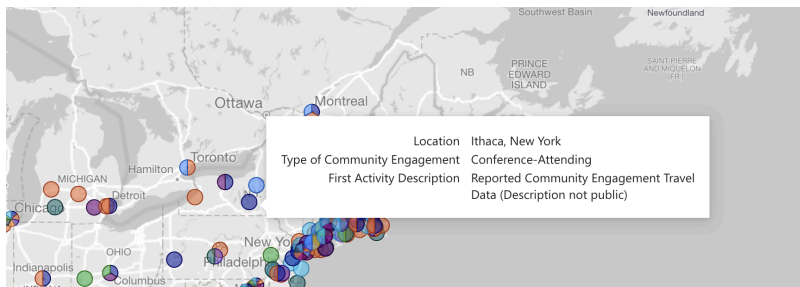 Southwest Basin
Newfoundland
SAINT PIERRE
AND MIQUELON
(FR.)
NB
PRINCE
EDWARD
ISLAND
Ottawa
Montreal
Location Ithaca, New York
Type of Community Engagement Conference-Attending
First Activity Description Reported Community Engagement Travel
Data (Description not public)
Toronto
Hamilton
MICHIGAN
Detroit
Chicago
New Yo
OHIO
Philadelph
Indianapolis
Columbus